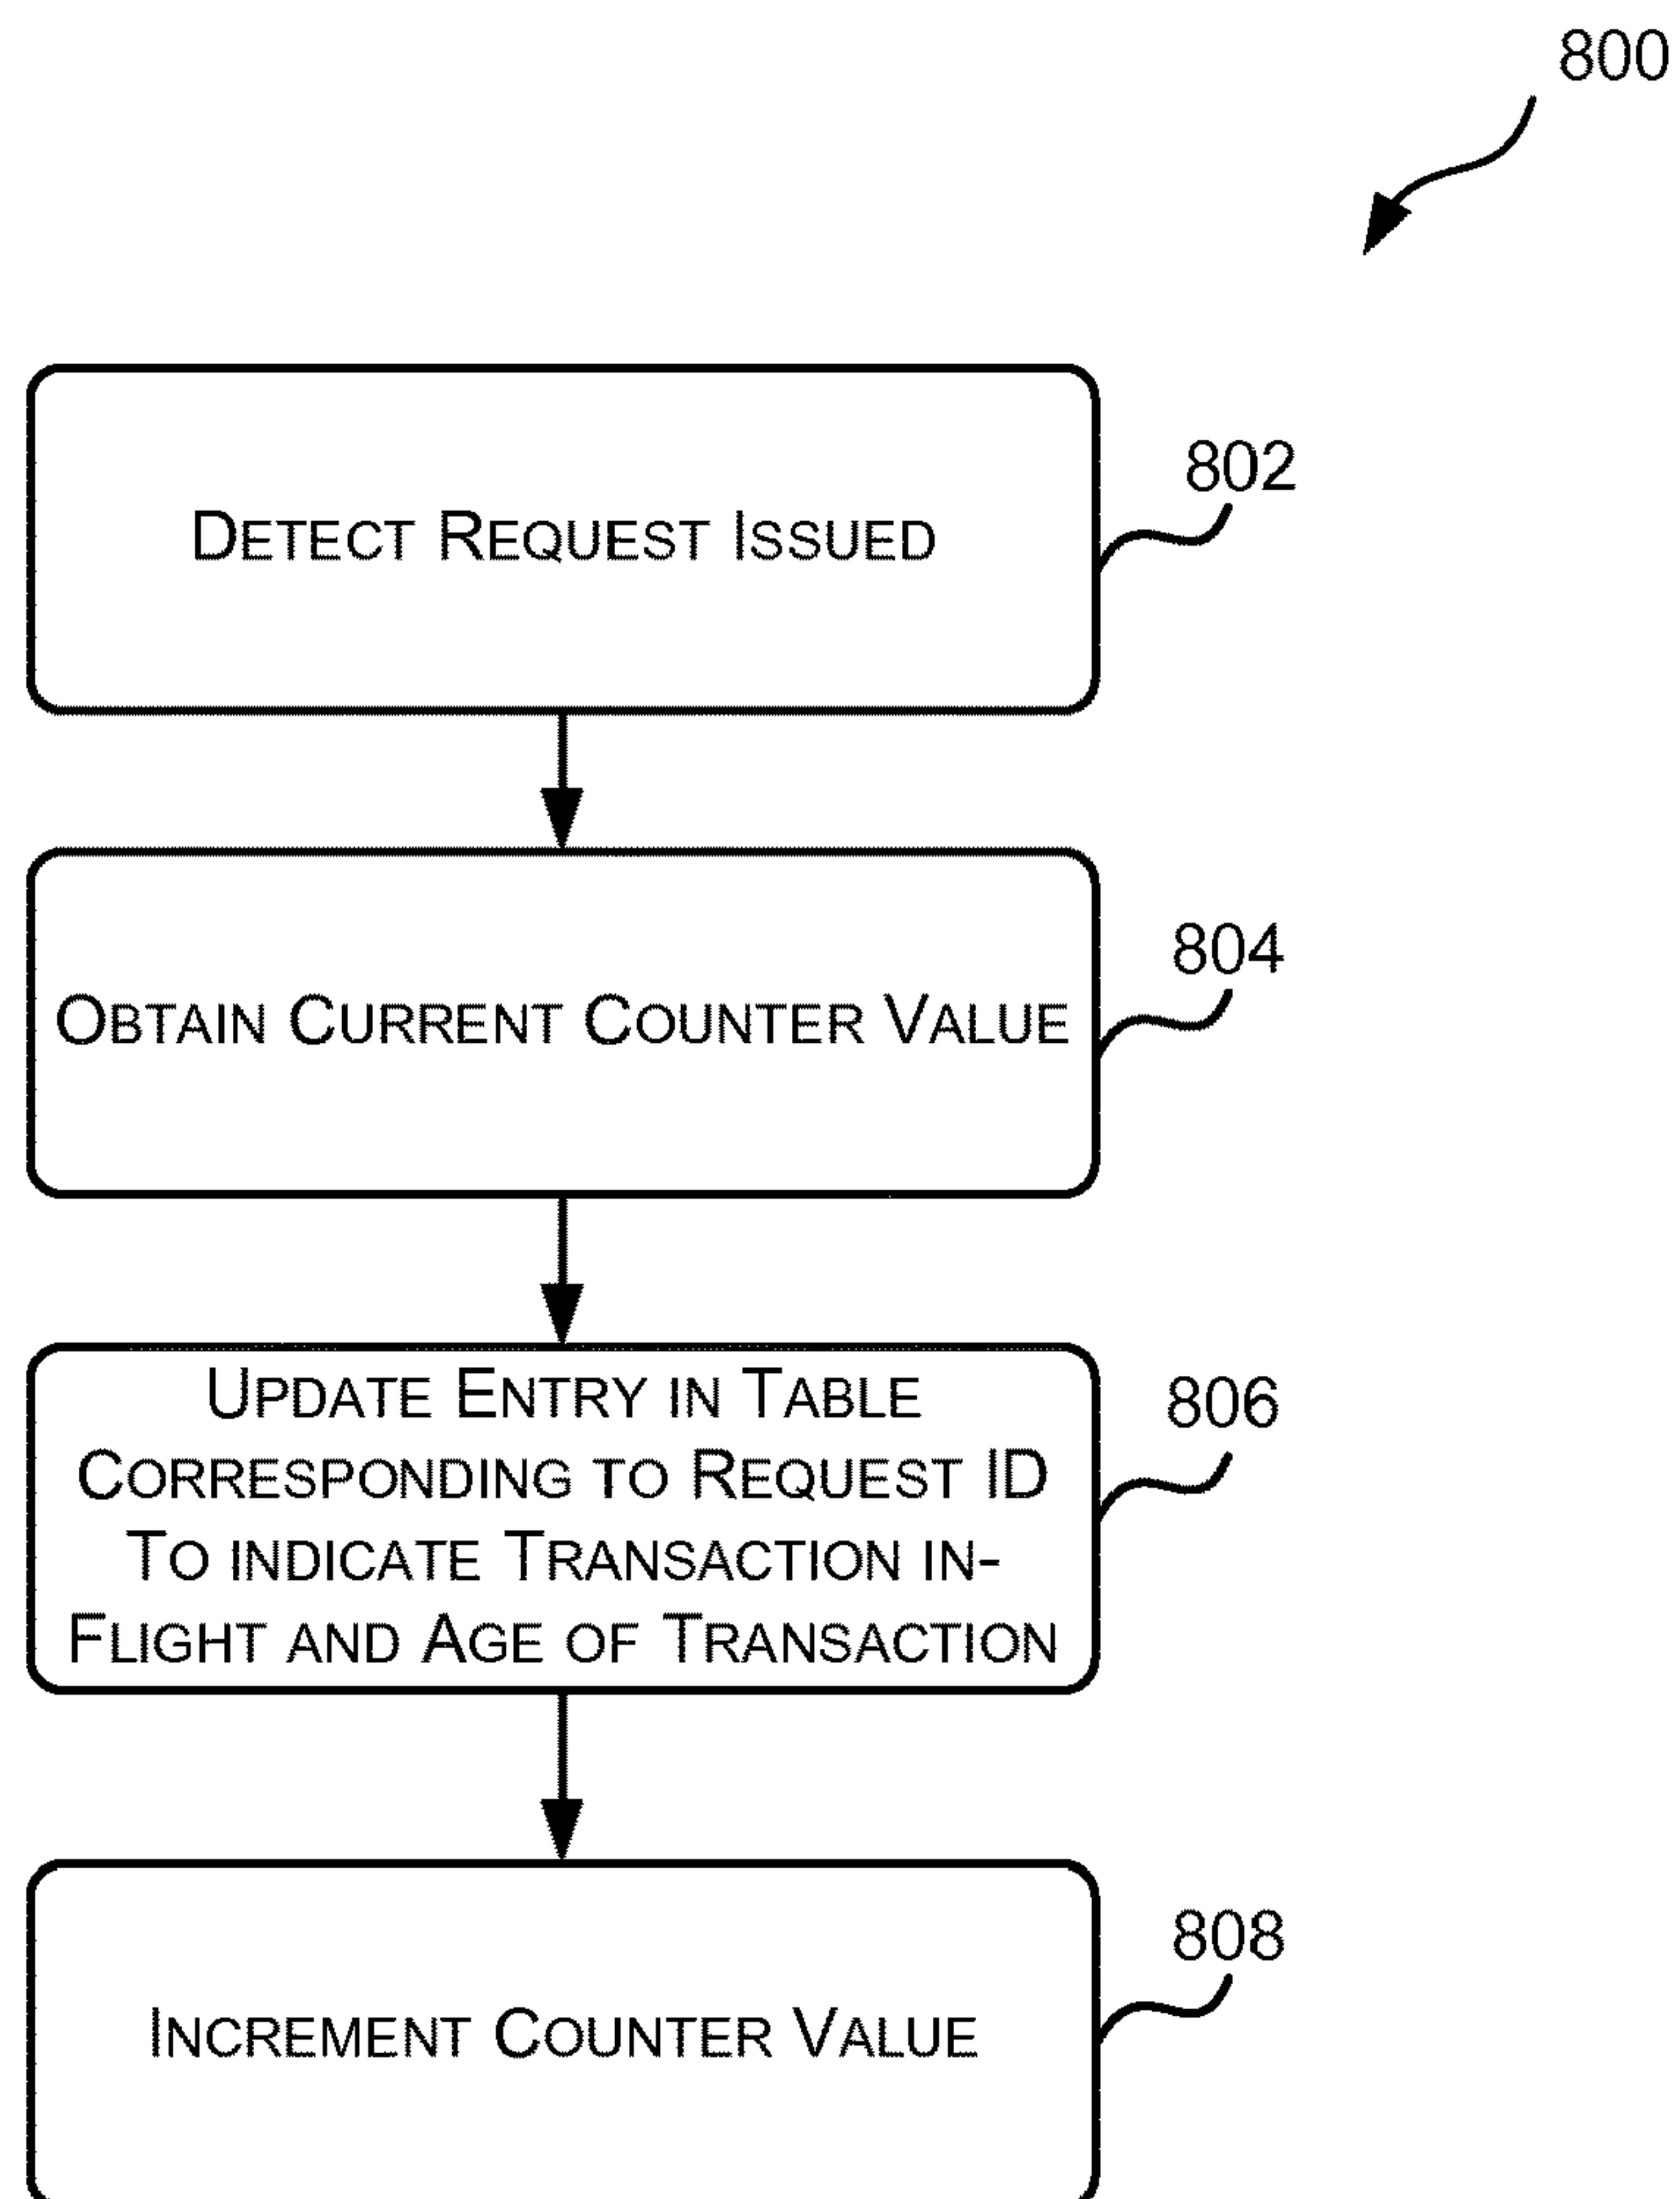 800
DETECT REQUEST ISSUED
802
OBTAIN CURRENT COUNTER VALUE
804
UPDATE ENTRY IN TABLE
CORRESPONDING TO REQUEST ID
TO INDICATE TRANSACTION IN-
FLIGHT AND AGE OF TRANSACTION
806
INCREMENT COUNTER VALUE
808